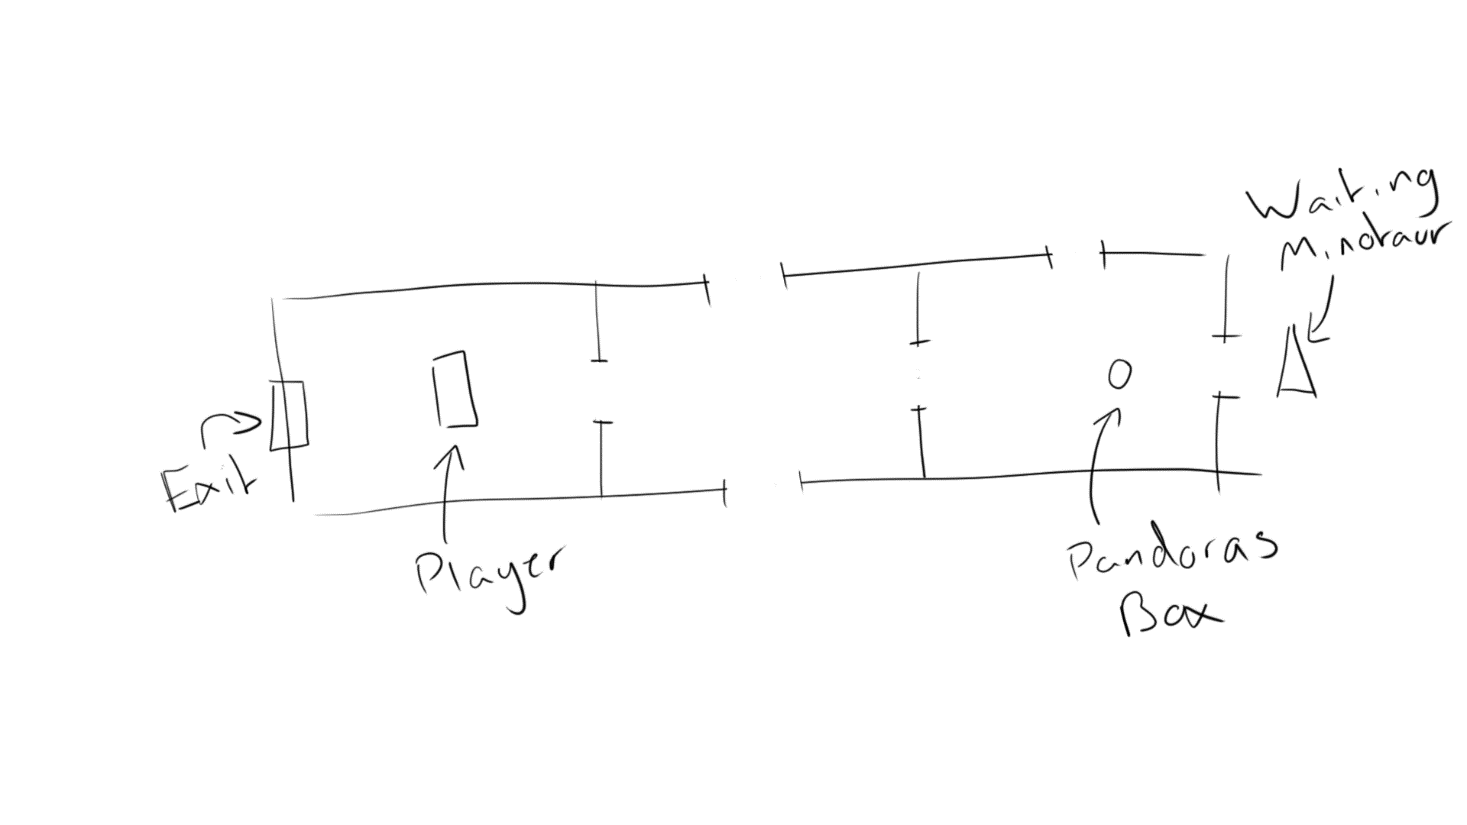 Waiting
Minotaur
Exit
Player
Pandoras
Box